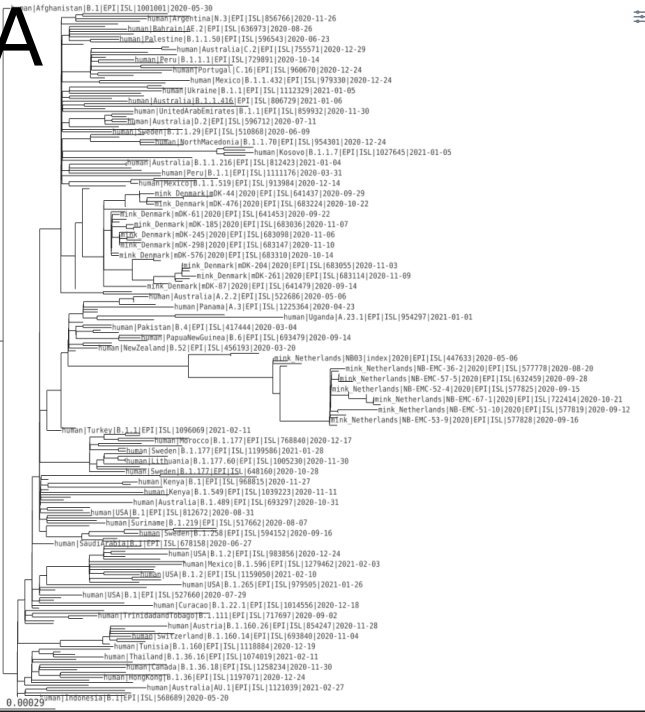 A
human|Afghanistan|B.1|EPI|ISL|1001001|2020-05-30
human|Argentina|N.3|EPI|ISL|856766|2020-11-26
human|Bahrain|AE.2|EPI|ISL|636973|2020-08-26
human|Palestine|B.1.1.50|EPI|ISL|596543|2020-06-23
human|Australia|C.2|EPI|ISL|755571|2020-12-29
human|Peru|B.1.1.1|EPI|ISL|729891|2020-10-14
human|Portugal|C.16|EPI|ISL|960670|2020-12-24
human|Mexico|B.1.1.432|EPI|ISL|979330|2020-12-24
human|Ukraine|B.1.1|EPI|ISL|1112329|2021-01-05
human|Australia|B.1.1.416|EPI|ISL|806729|2021-01-06
human|UnitedArabEmirates|B.1.1|EPI|ISL|859932|2020-11-30
human|Australia|D.2|EPI|ISL|596712|2020-07-11
human|Sweden|B.1.1.29|EPI|ISL|510868|2020-06-09
human|NorthMacedonia|B.1.1.70|EPI|ISL|954301|2020-12-24
human|Kosovo|B.1.1.7|EPI|ISL|1027645|2021-01-05
human|Australia|B.1.1.216|EPI|ISL|812423|2021-01-04
human|Peru|B.1.1|EPI|ISL|1111176|2020-03-31
human|Mexico|B.1.1.519|EPI|ISL|913984|2020-12-14
mink_Denmark|mDK-44|2020|EPI|ISL|641437|2020-09-29
mink_Denmark|mDK-476|2020|EPI|ISL|683224|2020-10-22
mink_Denmark|mDK-61|2020|EPI|ISL|641453|2020-09-22
mink_Denmark|mDK-185|2020|EPI|ISL|683036|2020-11-07
mink_Denmark|mDK-245|2020|EPI|ISL|683098|2020-11-06
mink_Denmark|mDK-298|2020|EPI|ISL|683147|2020-11-10
mink_Denmark|mDK-576|2020|EPI|ISL|683310|2020-10-14
mink_Denmark|mDK-204|2020|EPI|ISL|683055|2020-11-03
mink_Denmark|mDK-261|2020|EPI|ISL|683114|2020-11-09
mink_Denmark|mDK-87|2020|EPI|ISL|641479|2020-09-14
human|Australia|A.2.2|EPI|ISL|522686|2020-05-06
human|Panama|A.3|EPI|ISL|1225364|2020-04-23
human|Uganda|A.23.1|EPI|ISL|954297|2021-01-01
human|Pakistan|B.4|EPI|ISL|417444|2020-03-04
human|PapuaNewGuinea|B.6|EPI|ISL|693479|2020-09-14
human|NewZealand|B.52|EPI|ISL|456193|2020-03-20
mink_Netherlands|NB03|index|2020|EPI|ISL|447633|2020-05-06
mink_Netherlands|NB-EMC-36-2|2020|EPI|ISL|577778|2020-08-20
mink_Netherlands|NB-EMC-57-5|2020|EPI|ISL|632459|2020-09-28
mink_Netherlands|NB-EMC-52-4|2020|EPI|ISL|577825|2020-09-15
mink_Netherlands|NB-EMC-67-1|2020|EPI|ISL|722414|2020-10-21
mink_Netherlands|NB-EMC-51-10|2020|EPI|ISL|577819|2020-09-12
mink_Netherlands|NB-EMC-53-9|2020|EPI|ISL|577828|2020-09-16
human|Turkey|B.1.1|EPI|ISL|1096069|2021-02-11
human|Morocco|B.1.177|EPI|ISL|768840|2020-12-17
human|Sweden|B.1.177|EPI|ISL|1199586|2021-01-28
human|Lithuania|B.1.177.60|EPI|ISL|1005230|2020-11-30
human|Sweden|B.1.177|EPI|ISL|648160|2020-10-28
human|Kenya|B.1|EPI|ISL|968815|2020-11-27
human|Kenya|B.1.549|EPI|ISL|1039223|2020-11-11
human|Australia|B.1.489|EPI|ISL|693297|2020-10-31
human|USA|B.1|EPI|ISL|812672|2020-08-31
human|Suriname|B.1.219|EPI|ISL|517662|2020-08-07
human|Sweden|B.1.258|EPI|ISL|594152|2020-09-16
human|SaudiArabia|B.1|EPI|ISL|678158|2020-06-27
human|USA|B.1.2|EPI|ISL|983856|2020-12-24
human|Mexico|B.1.596|EPI|ISL|1279462|2021-02-03
human|USA|B.1.2|EPI|ISL|1159050|2021-02-10
human|USA|B.1.265|EPI|ISL|979505|2021-01-26
human|USA|B.1|EPI|ISL|527660|2020-07-29
human|Curacao|B.1.22.1|EPI|ISL|1014556|2020-12-18
human|TrinidadandTobago|B.1.111|EPI|ISL|717697|2020-09-02
human|Austria|B.1.160.26|EPI|ISL|854247|2020-11-28
human|Switzerland|B.1.160.14|EPI|ISL|693840|2020-11-04
human|Tunisia|B.1.160|EPI|ISL|1118884|2020-12-19
human|Thailand|B.1.36.16|EPI|ISL|1074019|2021-02-11
human|Canada|B.1.36.18|EPI|ISL|1258234|2020-11-30
human|HongKong|B.1.36|EPI|ISL|1197071|2020-12-24
human|Australia|AU.1|EPI|ISL|1121039|2021-02-27
human|Indonesia|B.1|EPI|ISL|568689|2020-05-20
0.00029